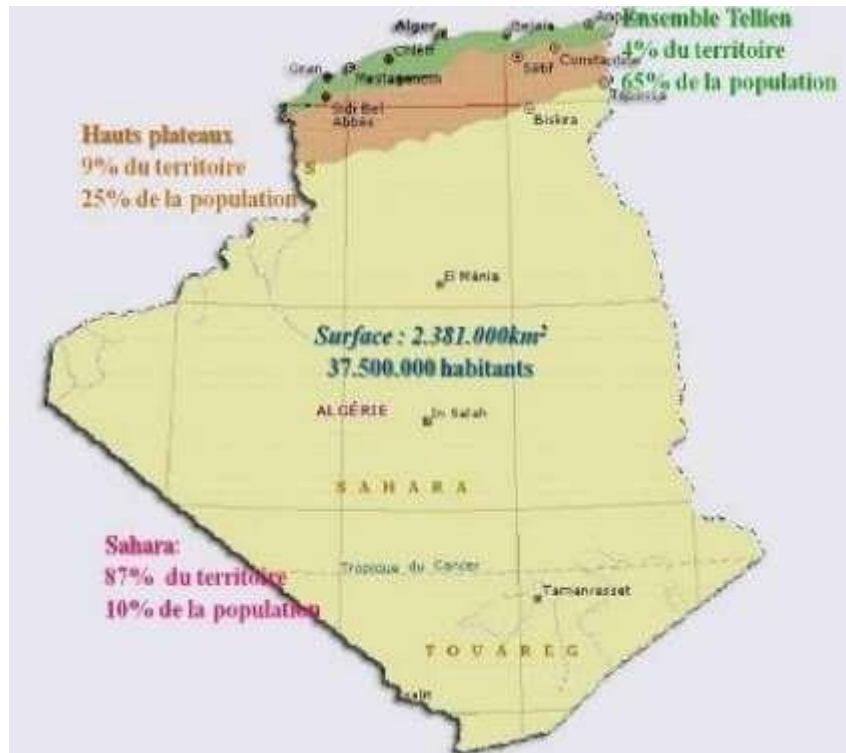 Ensemble Tellien
4% du territoire
65% de la population
Alger
Bejaia
Chlef
Oran
Mostaganem
Sétif
Constantine
Sidi Bel
Abbès
Biskra
Hauts plateaux
9% du territoire
25% de la population
S
El Ménia
Surface : 2.381.000km²
37.500.000 habitants
ALGÉRIE
In Salah
SAHARA
Sahara:
87% du territoire
10% de la population
Tropique du Cancer
Tamanrasset
TOUAREG